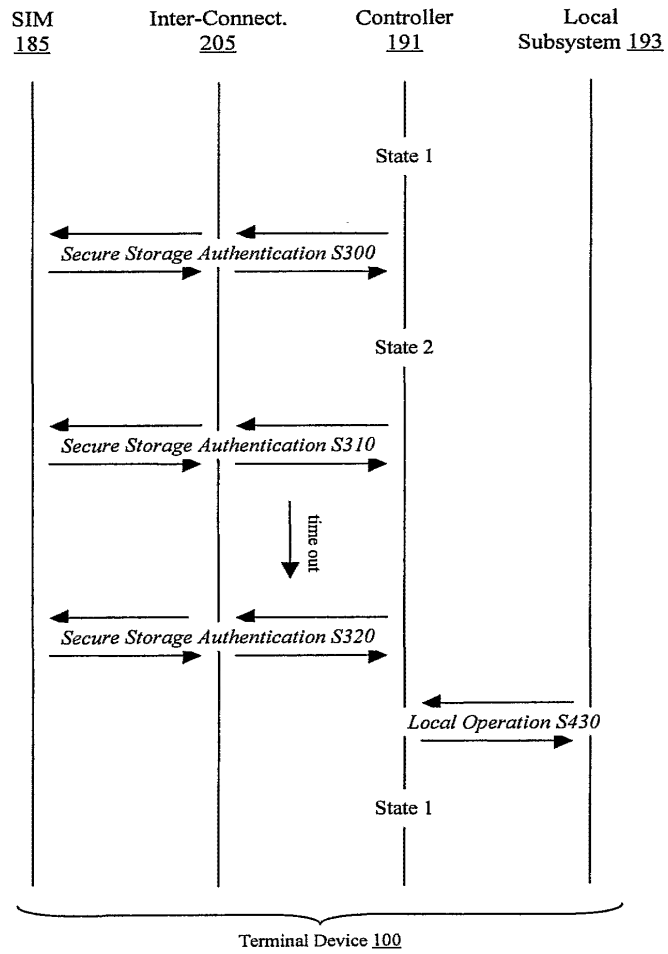 SIM
185
Inter-Connect.
205
Controller
191
Local
Subsystem 193
State 1
Secure Storage Authentication S300
State 2
Secure Storage Authentication S310
time out
Secure Storage Authentication S320
Local Operation S430
State 1
Terminal Device 100